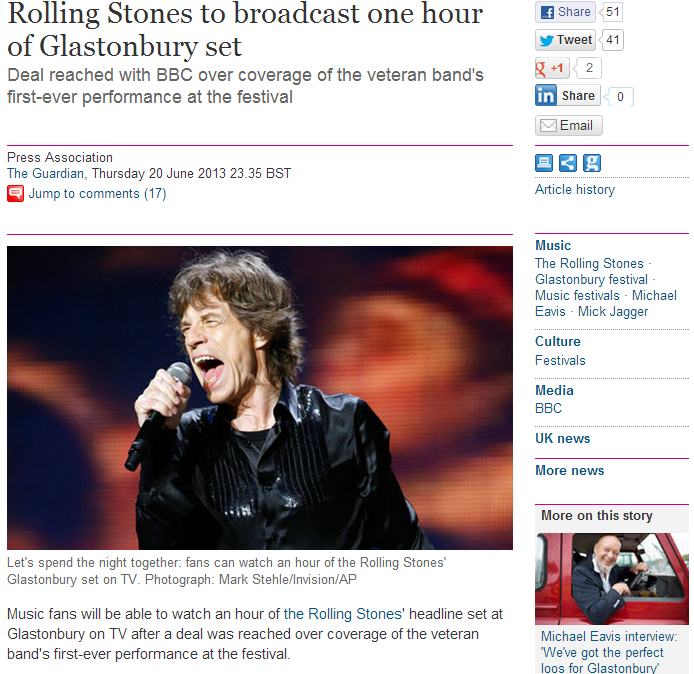 Rolling Stones to broadcast one hour
of Glastonbury set
Deal reached with BBC over coverage of the veteran band's
first-ever performance at the festival
Press Association
The Guardian, Thursday 20 June 2013 23.35 BST
Jump to comments (17)
Let's spend the night together: fans can watch an hour of the Rolling Stones'
Glastonbury set on TV. Photograph: Mark Stehle/Invision/AP
Music fans will be able to watch an hour of the Rolling Stones' headline set at
Glastonbury on TV after a deal was reached over coverage of the veteran
band's first-ever performance at the festival.
Share 51
Tweet 41
+1 2
in Share 0
Email
Article history
Music
The Rolling Stones ·
Glastonbury festival ·
Music festivals · Michael
Eavis · Mick Jagger
Culture
Festivals
Media
BBC
UK news
More news
More on this story
Michael Eavis interview:
'We've got the perfect
loos for Glastonbury'